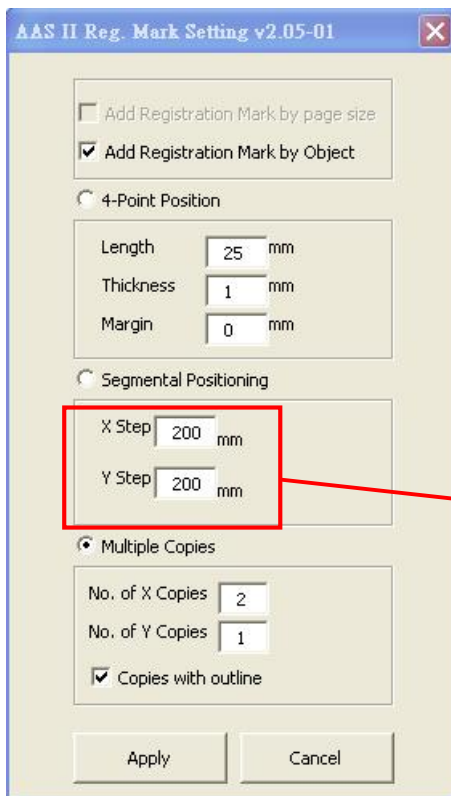 AAS II Reg. Mark Setting v2.05-01
Add Registration Mark by page size
Add Registration Mark by Object
4-Point Position
Length 25 mm
Thickness 1 mm
Margin 0 mm
Segmental Positioning
X Step 200 mm
Y Step 200 mm
Multiple Copies
No. of X Copies 2
No. of Y Copies 1
Copies with outline
Apply Cancel